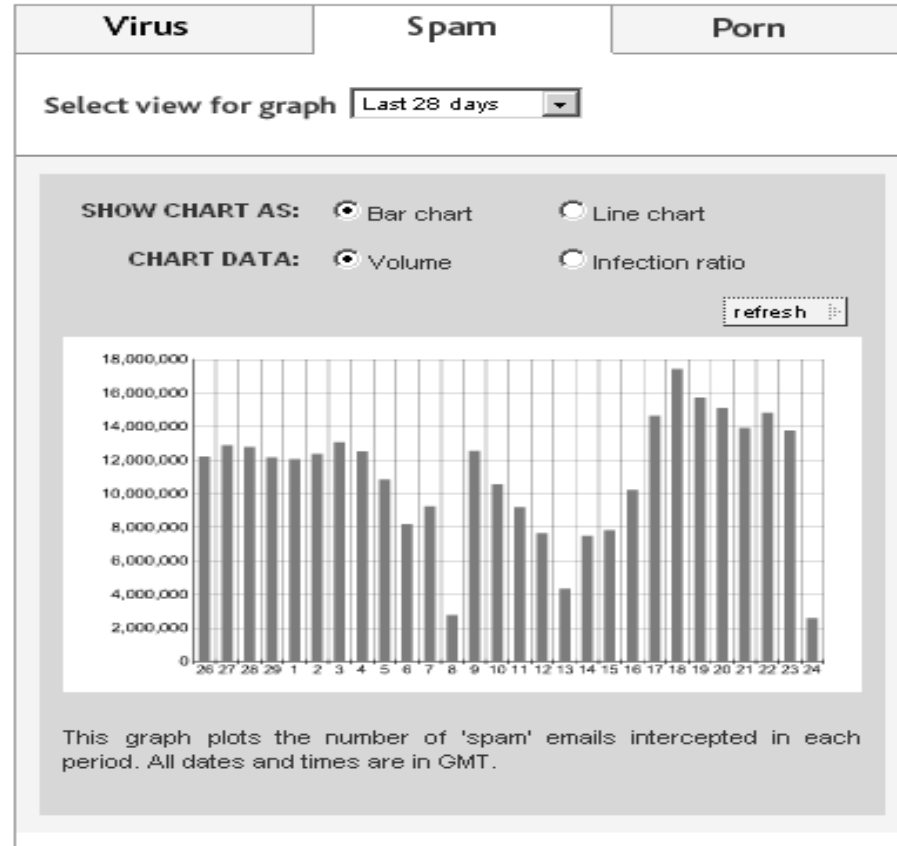 Virus Spam Porn
Select view for graph Last 28 days
SHOW CHART AS: Bar chart Line chart
CHART DATA: Volume Infection ratio
refresh
18,000,000
16,000,000
14,000,000
12,000,000
10,000,000
8,000,000
6,000,000
4,000,000
2,000,000
0
26 27 28 29 1 2 3 4 5 6 7 8 9 10 11 12 13 14 15 16 17 18 19 20 21 22 23 24
This graph plots the number of 'spam' emails intercepted in each
period. All dates and times are in GMT.